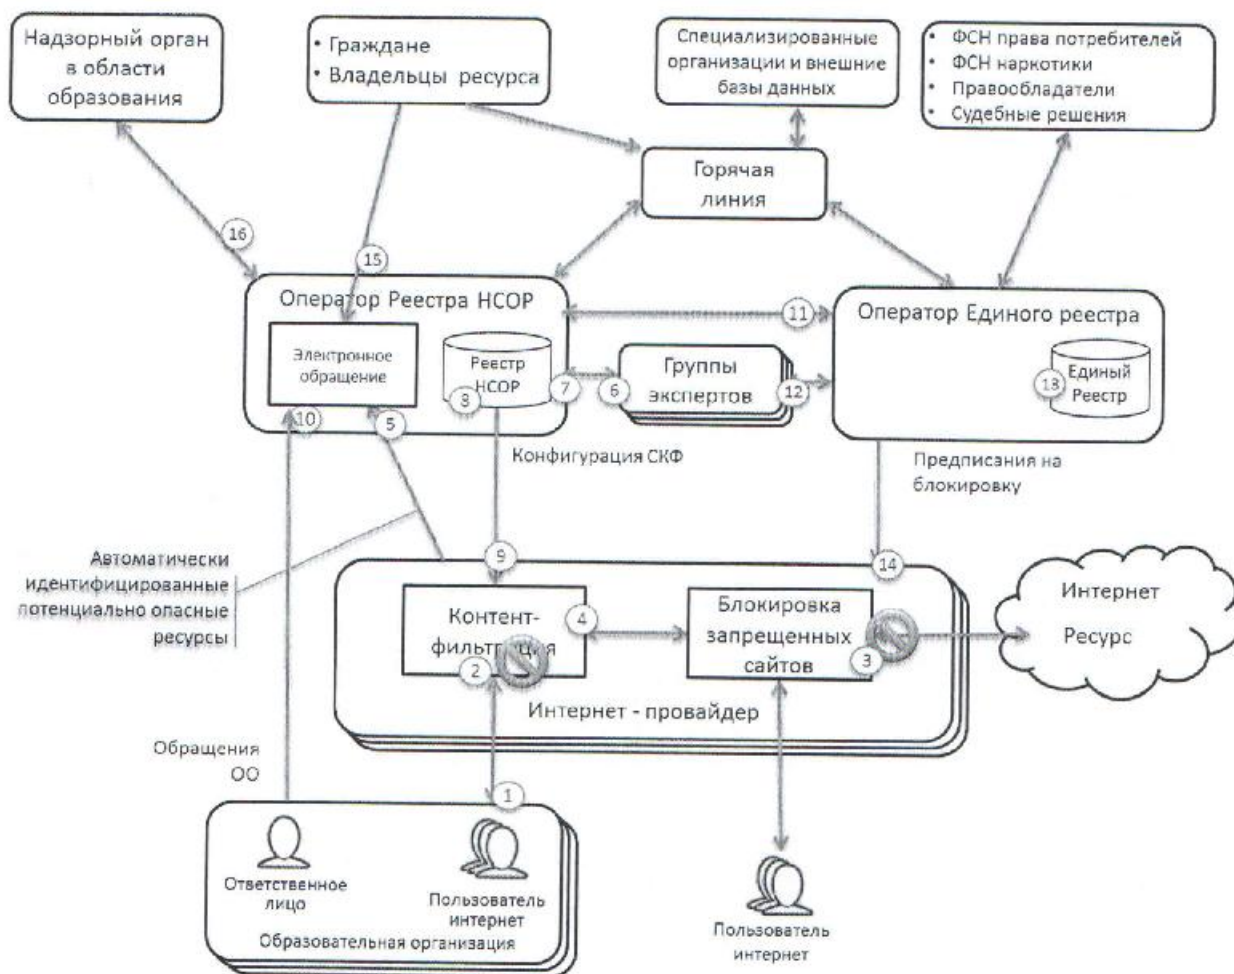 Надзорный орган
в области
образования
• Граждане
• Владельцы ресурса
Специализированные
организации и внешние
базы данных
• ФСН права потребителей
• ФСН наркотики
• Правообладатели
• Судебные решения
Горячая
линия
16
15
Оператор Реестра НСОР
11
Оператор Единого реестра
Электронное
обращение
Реестр
НСОР
8
7
6
Группы
экспертов
12
13
Единый
Реестр
10
5
Конфигурация СКФ
Предписания на
блокировку
Автоматически
идентифицированные
потенциально опасные
ресурсы
9
14
Контент-
фильтрация
2
4
Блокировка
запрещенных
сайтов
3
Интернет
Ресурс
Интернет - провайдер
Обращения
ОО
1
Ответственное
лицо
Пользователь
интернет
Образовательная организация
Пользователь
интернет